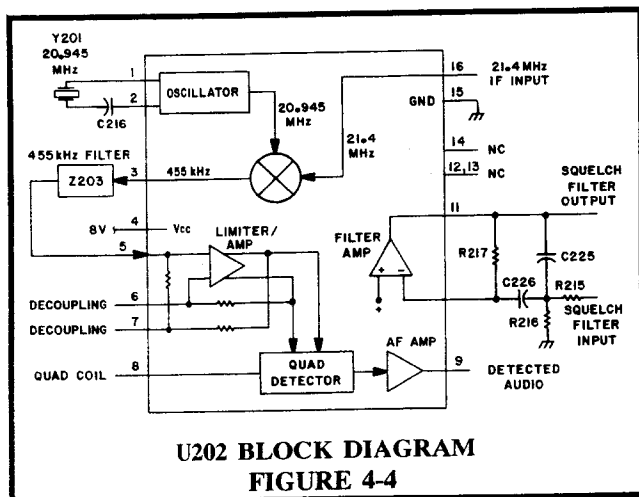 Y201
20.945
MHz
1
2
C216
OSCILLATOR
20.945
MHz
16
21.4 MHz
IF INPUT
15
GND
21.4
MHz
14
NC
12,13
NC
455 kHz FILTER
Z203
3
455 kHz
4
8V
Vcc
5
LIMITER/
AMP
FILTER
AMP
+
-
+
11
SQUELCH
FILTER
OUTPUT
R217
C225
C226
R215
R216
SQUELCH
FILTER
INPUT
DECOUPLING
6
DECOUPLING
7
QUAD COIL
8
QUAD
DETECTOR
AF AMP
9
DETECTED
AUDIO
U202 BLOCK DIAGRAM
FIGURE 4-4